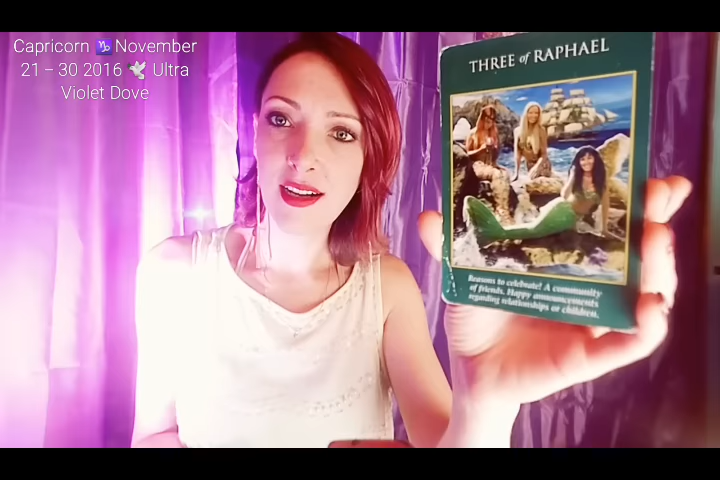 Capricorn ♑ November
21 – 30 2016 🕊 Ultra
Violet Dove
THREE of RAPHAEL
Reasons to celebrate! A community
of friends. Happy announcements
regarding relationships or children.